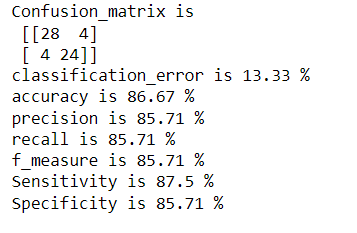 Confusion_matrix is
[[28  4]
[ 4 24]]
classification_error is 13.33 %
accuracy is 86.67 %
precision is 85.71 %
recall is 85.71 %
f_measure is 85.71 %
Sensitivity is 87.5 %
Specificity is 85.71 %